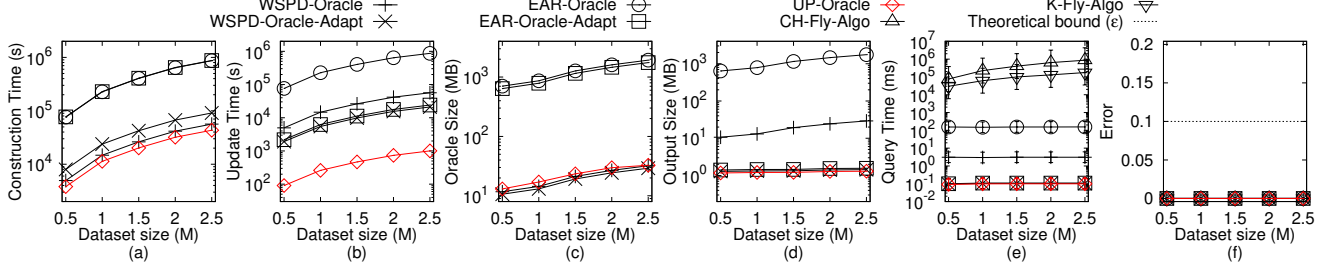 WSPD-Oracle
WSPD-Oracle-Adapt
EAR-Oracle
EAR-Oracle-Adapt
UP-Oracle
CH-Fly-Algo
K-Fly-Algo
Theoretical bound (ε)
Construction Time (s)
10^6
10^5
10^4
0.5 1 1.5 2 2.5
Dataset size (M)
(a)
Update Time (s)
10^6
10^5
10^4
10^3
10^2
0.5 1 1.5 2 2.5
Dataset size (M)
(b)
Oracle Size (MB)
10^3
10^2
10^1
0.5 1 1.5 2 2.5
Dataset size (M)
(c)
Output Size (MB)
10^3
10^2
10^1
10^0
0.5 1 1.5 2 2.5
Dataset size (M)
(d)
Query Time (ms)
10^7
10^6
10^5
10^4
10^3
10^2
10^1
10^0
10^-1
10^-2
0.5 1 1.5 2 2.5
Dataset size (M)
(e)
Error
0.2
0.15
0.1
0.05
0
0.5 1 1.5 2 2.5
Dataset size (M)
(f)